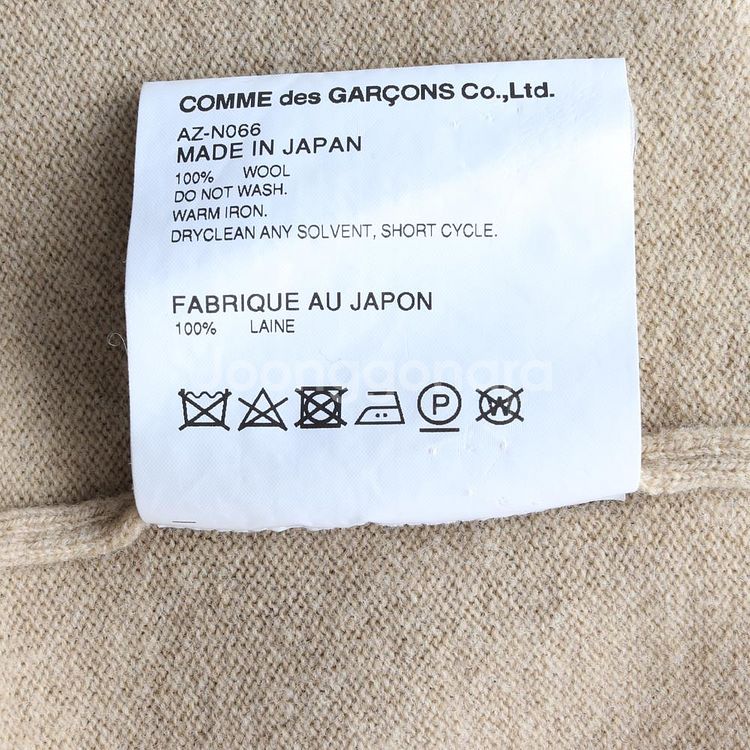 COMME des GARÇONS Co.,Ltd.
AZ-N066
MADE IN JAPAN
100% WOOL
DO NOT WASH.
WARM IRON.
DRYCLEAN ANY SOLVENT, SHORT CYCLE.
FABRIQUE AU JAPON
100% LAINE
Joonggonara
P
W